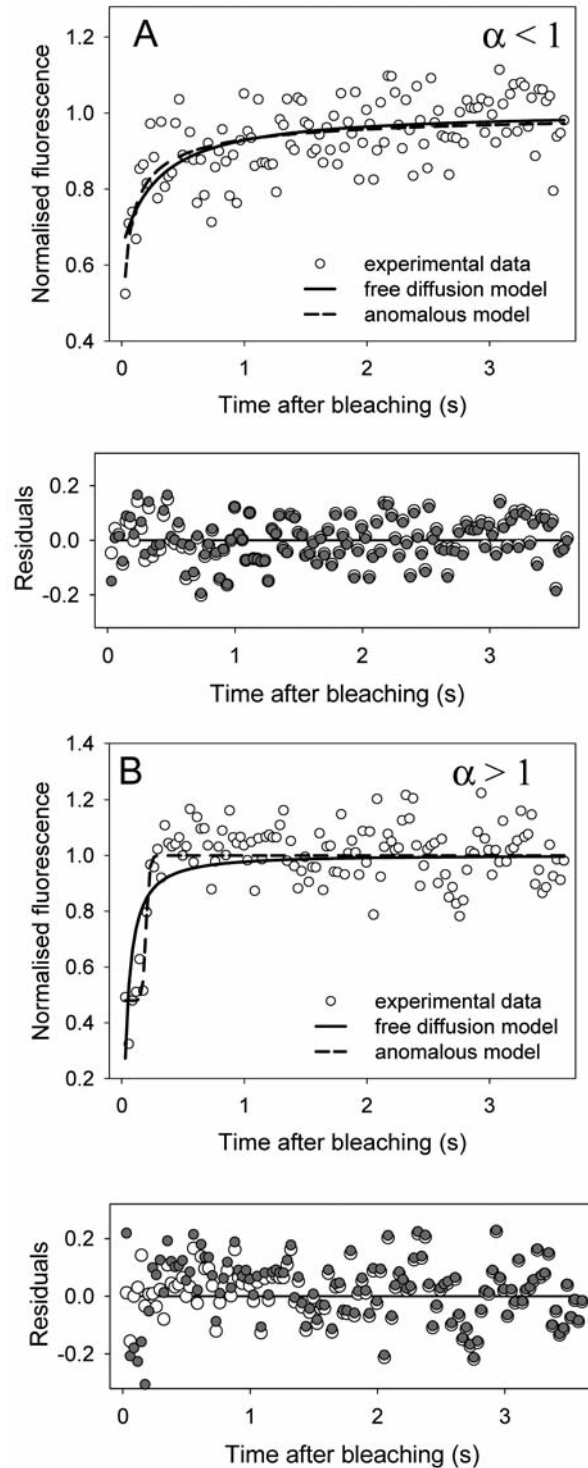 A
α < 1
1.2
1.0
0.8
0.6
0.4
Normalised fluorescence
experimental data
free diffusion model
anomalous model
0 1 2 3
Time after bleaching (s)
0.2
0.0
-0.2
Residuals
0 1 2 3
Time after bleaching (s)
B
α > 1
1.4
1.2
1.0
0.8
0.6
0.4
0.2
Normalised fluorescence
experimental data
free diffusion model
anomalous model
0 1 2 3
Time after bleaching (s)
0.2
0.0
-0.2
Residuals
0 1 2 3
Time after bleaching (s)